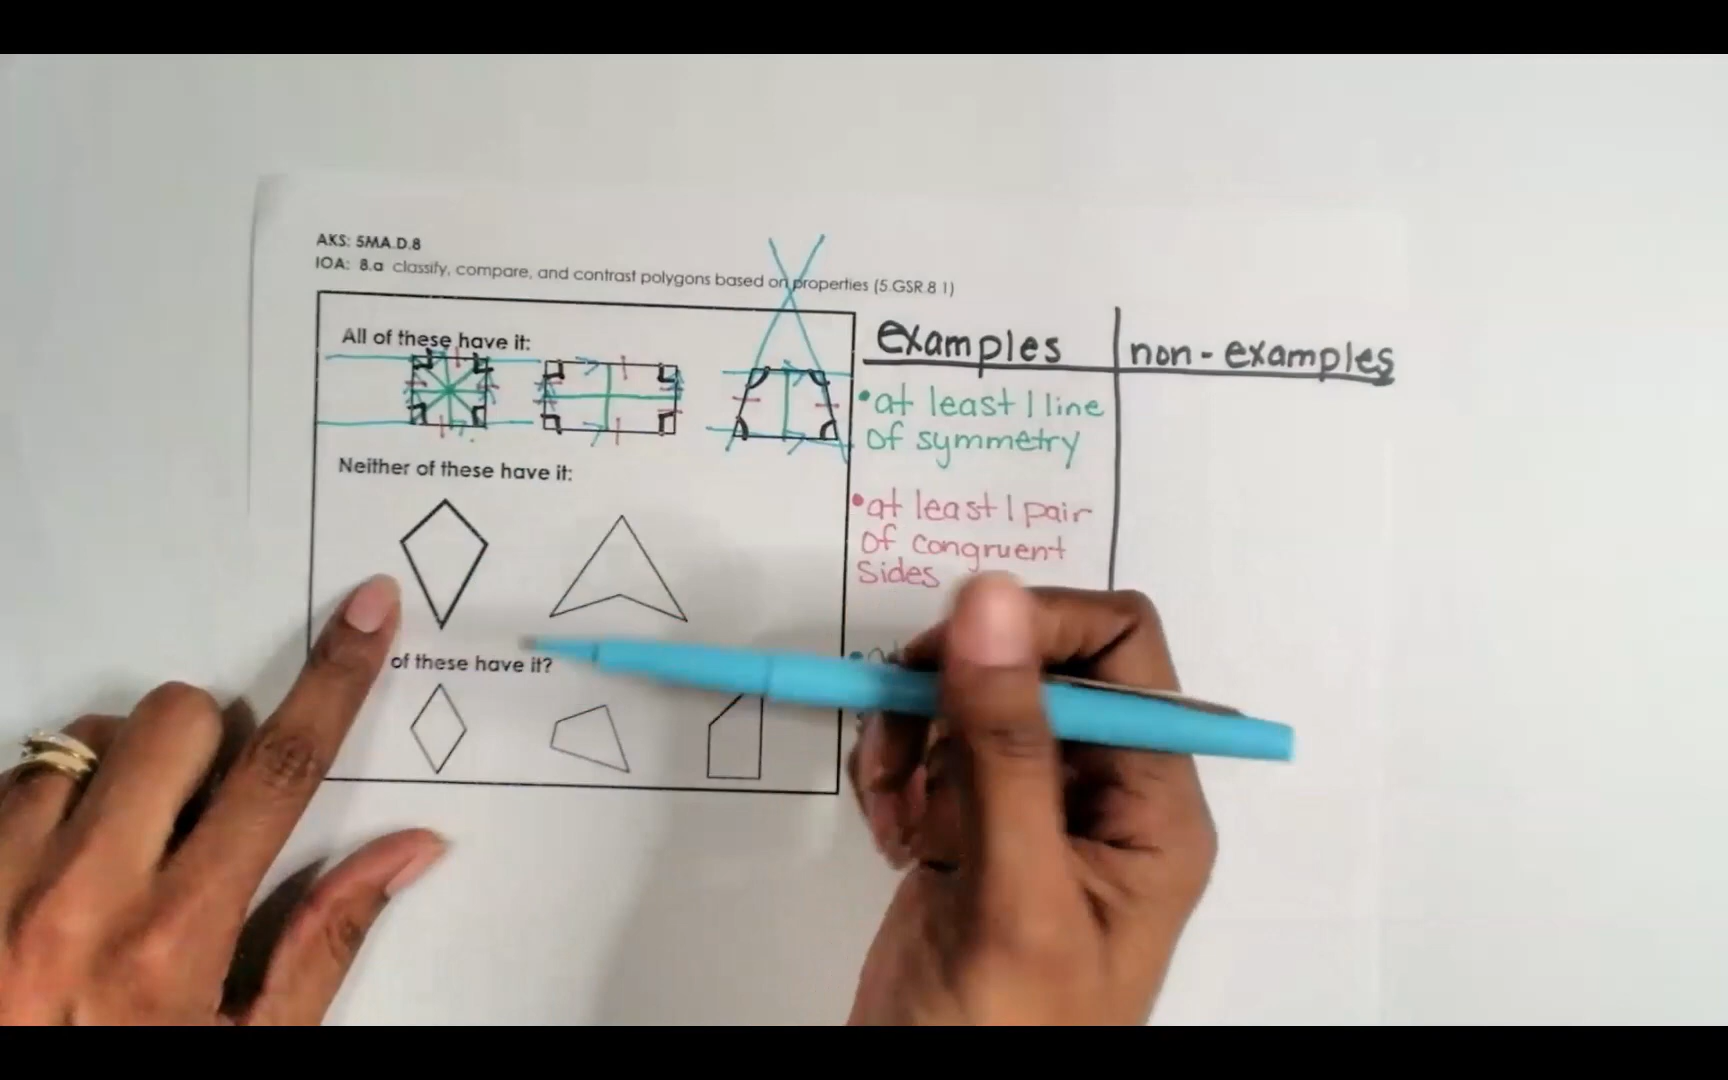 AKS: 5MA.D.8
IOA: 8.a classify, compare, and contrast polygons based on properties (5.GSR.8 1)
All of these have it:
Neither of these have it:
of these have it?
examples
non-examples
• at least 1 line
of symmetry
• at least 1 pair
of congruent
sides